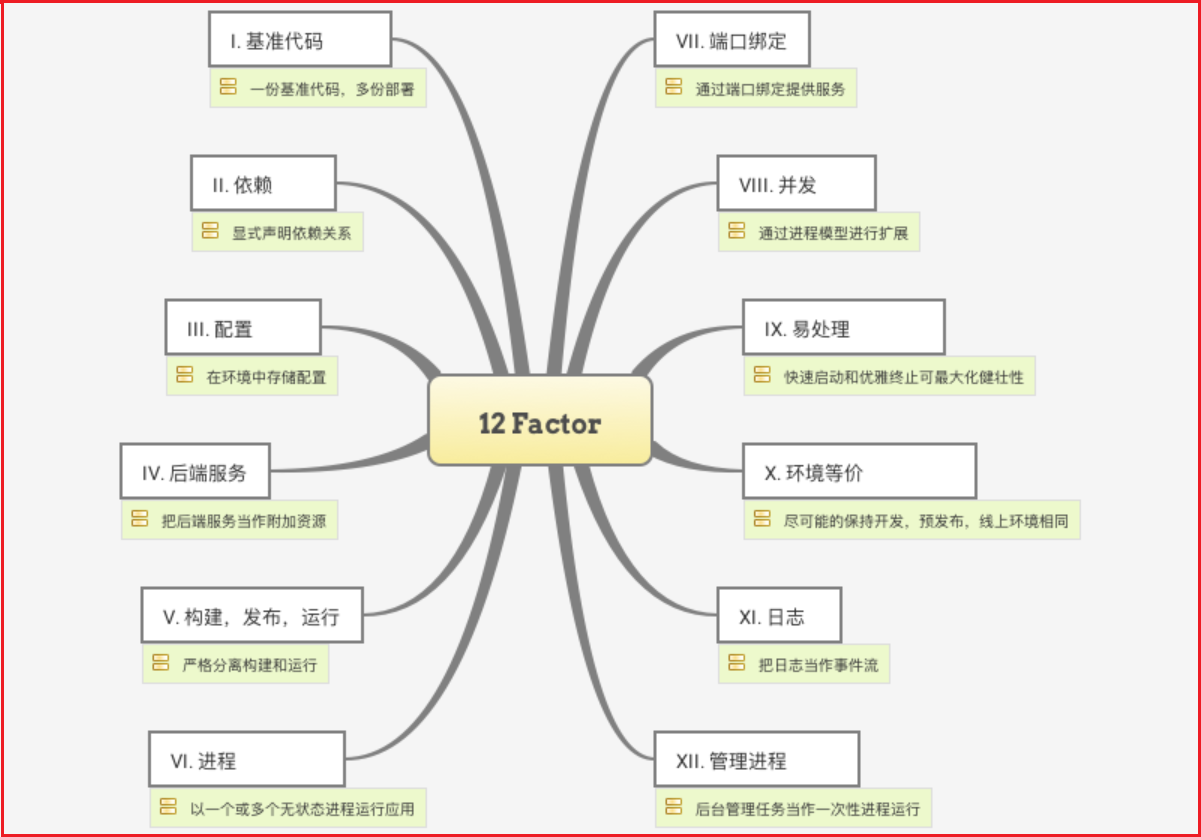 I. 基准代码
一份基准代码，多份部署
II. 依赖
显式声明依赖关系
III. 配置
在环境中存储配置
IV. 后端服务
把后端服务当作附加资源
V. 构建，发布，运行
严格分离构建和运行
VI. 进程
以一个或多个无状态进程运行应用
12 Factor
VII. 端口绑定
通过端口绑定提供服务
VIII. 并发
通过进程模型进行扩展
IX. 易处理
快速启动和优雅终止可最大化健壮性
X. 环境等价
尽可能的保持开发，预发布，线上环境相同
XI. 日志
把日志当作事件流
XII. 管理进程
后台管理任务当作一次性进程运行